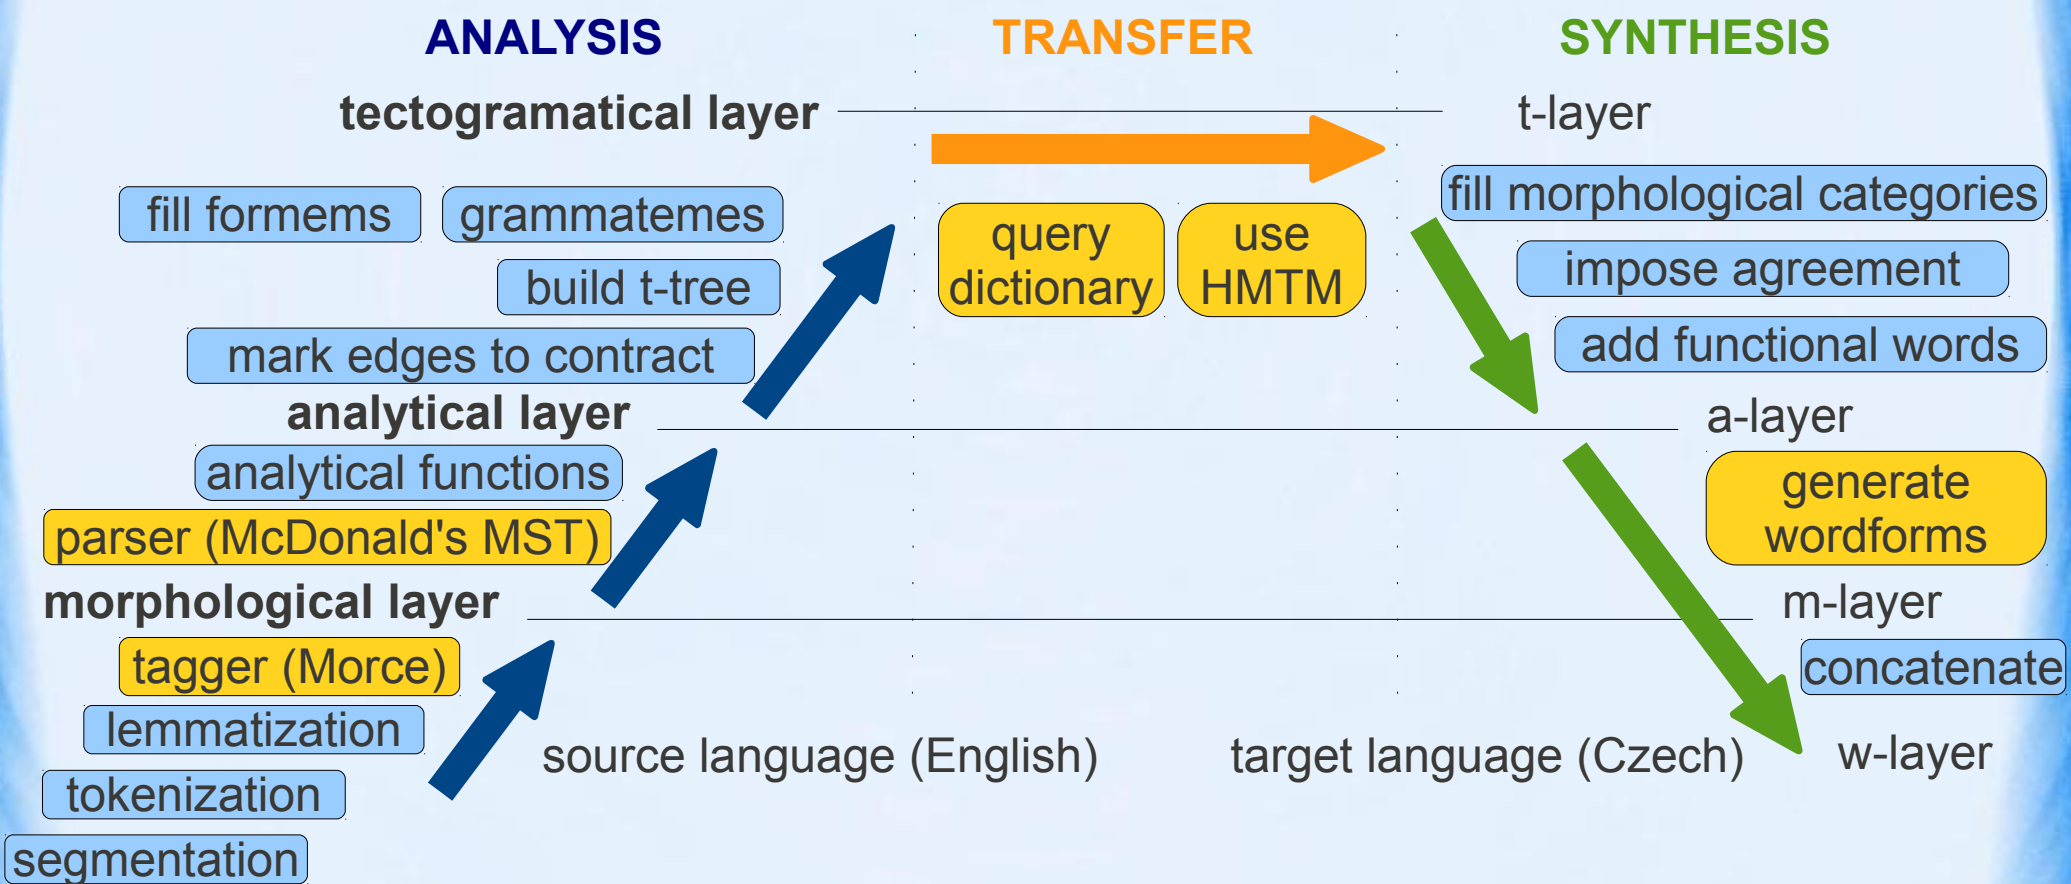 ANALYSIS TRANSFER SYNTHESIS
tectogramatical layer t-layer
fill formems grammatemes
build t-tree
mark edges to contract
query
dictionary
use
HMTM
fill morphological categories
impose agreement
add functional words
analytical layer a-layer
analytical functions
parser (McDonald's MST)
generate
wordforms
morphological layer m-layer
tagger (Morce)
concatenate
lemmatization
source language (English) target language (Czech) w-layer
tokenization
segmentation